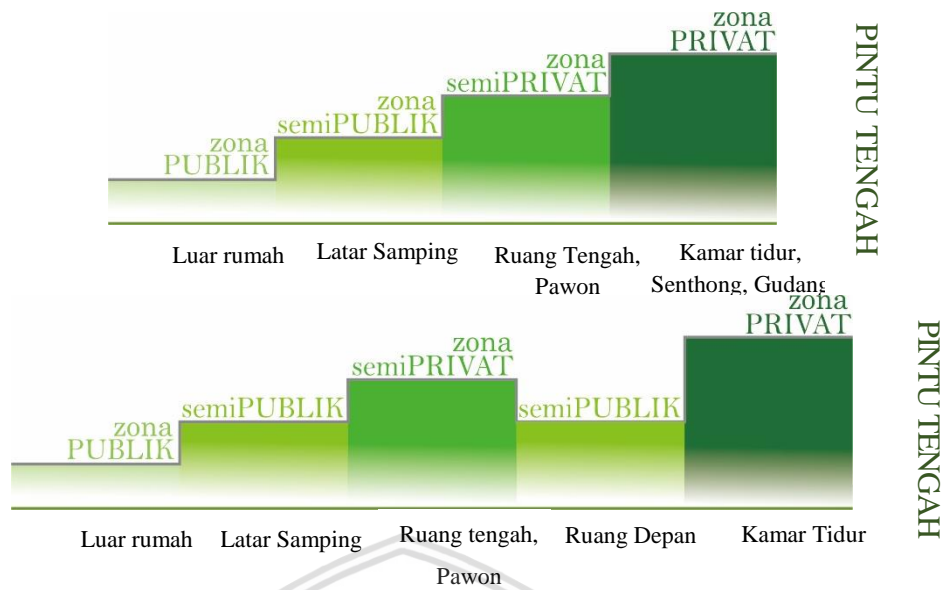 zona
PRIVAT
zona
semiPRIVAT
zona
semiPUBLIK
zona
PUBLIK
PINTU TENGAH
Luar rumah
Latar Samping
Ruang Tengah,
Pawon
Kamar tidur,
Senthong, Gudang
zona
PRIVAT
zona
semiPRIVAT
semiPUBLIK
semiPUBLIK
zona
PUBLIK
PINTU TENGAH
Luar rumah
Latar Samping
Ruang tengah,
Pawon
Ruang Depan
Kamar Tidur